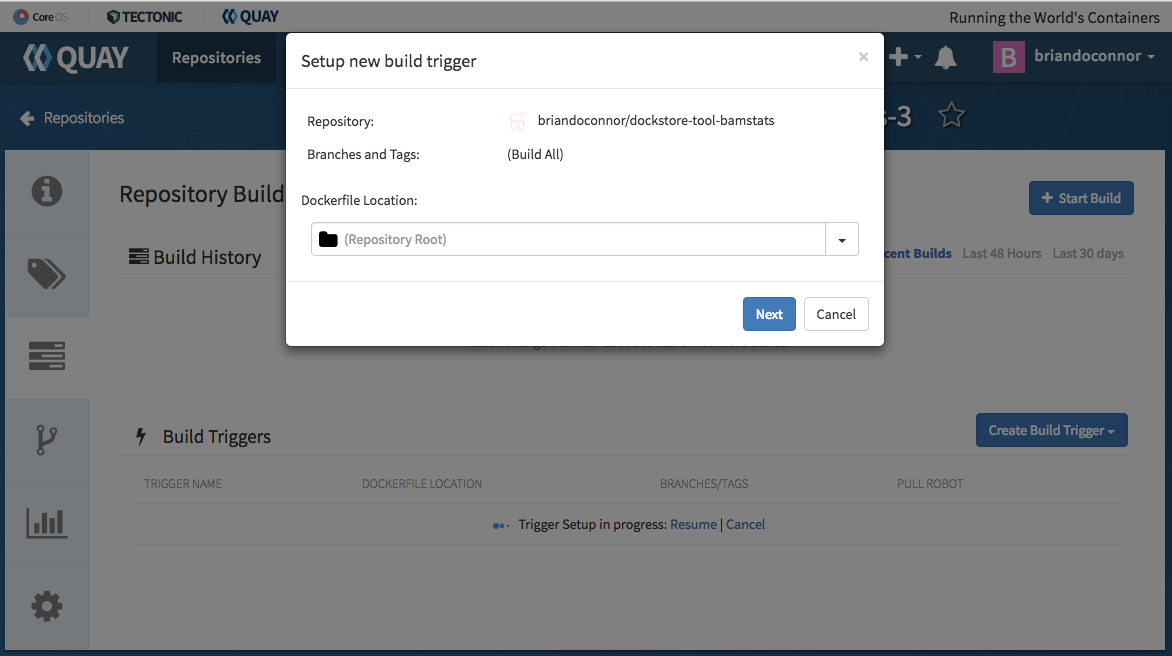 CoreOS TECTONIC QUAY Running the World's Containers
QUAY Repositories B briandoconnor
Setup new build trigger ×
Repositories s-3
Repository: briandoconnor/dockstore-tool-bamstats
Branches and Tags: (Build All)
Repository Build + Start Build
Dockerfile Location:
(Repository Root)
Build History cent Builds Last 48 Hours Last 30 days
Next Cancel
Build Triggers Create Build Trigger
TRIGGER NAME DOCKERFILE LOCATION BRANCHES/TAGS PULL ROBOT
Trigger Setup in progress: Resume | Cancel